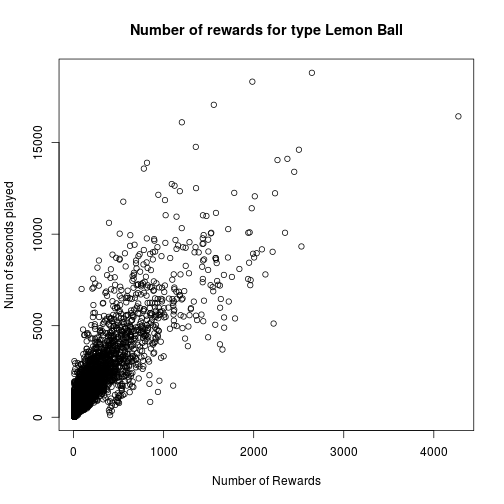 Number of rewards for type Lemon Ball
Num of seconds played
15000
10000
5000
0
0 1000 2000 3000 4000
Number of Rewards